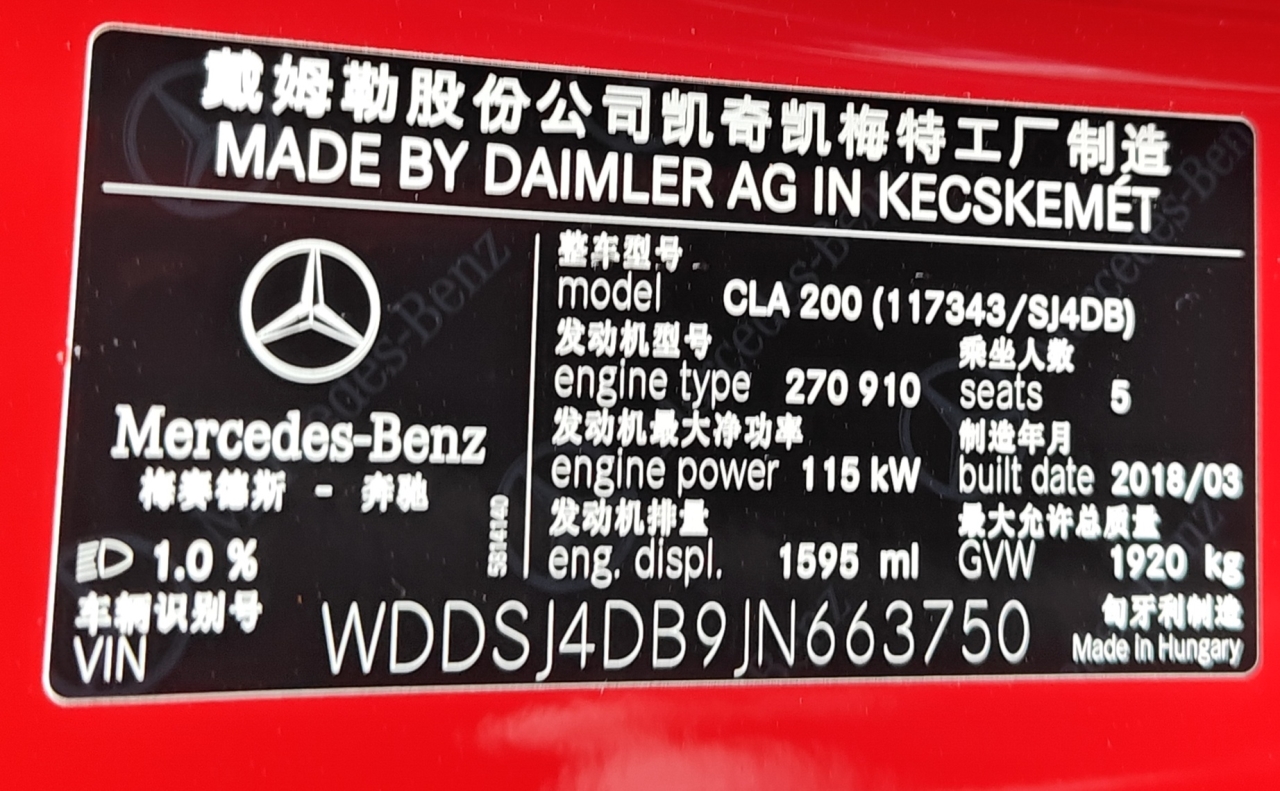 戴姆勒股份公司凯奇凯梅特工厂制造
MADE BY DAIMLER AG IN KECSKEMÉT
整车型号
model CLA 200 (117343/SJ4DB)
发动机型号 乘坐人数
engine type 270 910 seats 5
发动机最大净功率 制造年月
engine power 115 kW built date 2018/03
发动机排量 最大允许总质量
eng. displ. 1595 ml GVW 1920 kg
Mercedes-Benz
梅赛德斯 - 奔驰
5814140
1.0 %
车辆识别号
VIN WDDSJ4DB9JN663750
匈牙利制造
Made In Hungary